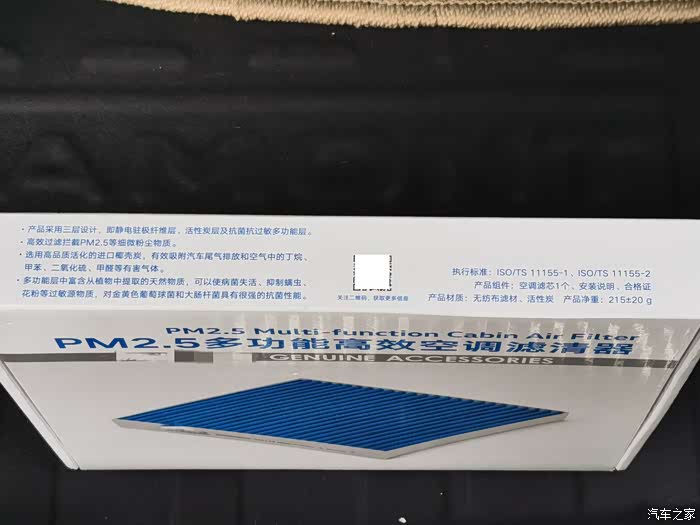 · 产品采用三层设计，即静电驻极纤维层、活性炭层及抗菌抗过敏多功能层。
· 高效过滤拦截PM2.5等细微粉尘物质。
· 选用高品质活化的进口椰壳炭，有效吸附汽车尾气排放和空气中的丁烷、
甲苯、二氧化硫、甲醛等有害气体。
· 多功能层中富含从植物中提取的天然物质，可以使病菌失活、抑制螨虫、
花粉等过敏源物质，对金黄色葡萄球菌和大肠杆菌具有很强的抗菌性能。
关注二维码，获取更多信息
执行标准：ISO/TS 11155-1、ISO/TS 11155-2
产品组件：空调滤芯1个、安装说明、合格证
产品材质：无纺布滤材、活性炭 产品净重：215±20 g
PM2.5 Multi-function Cabin Air Filter
PM2.5多功能高效空调滤清器
GENUINE ACCESSORIES
汽车之家